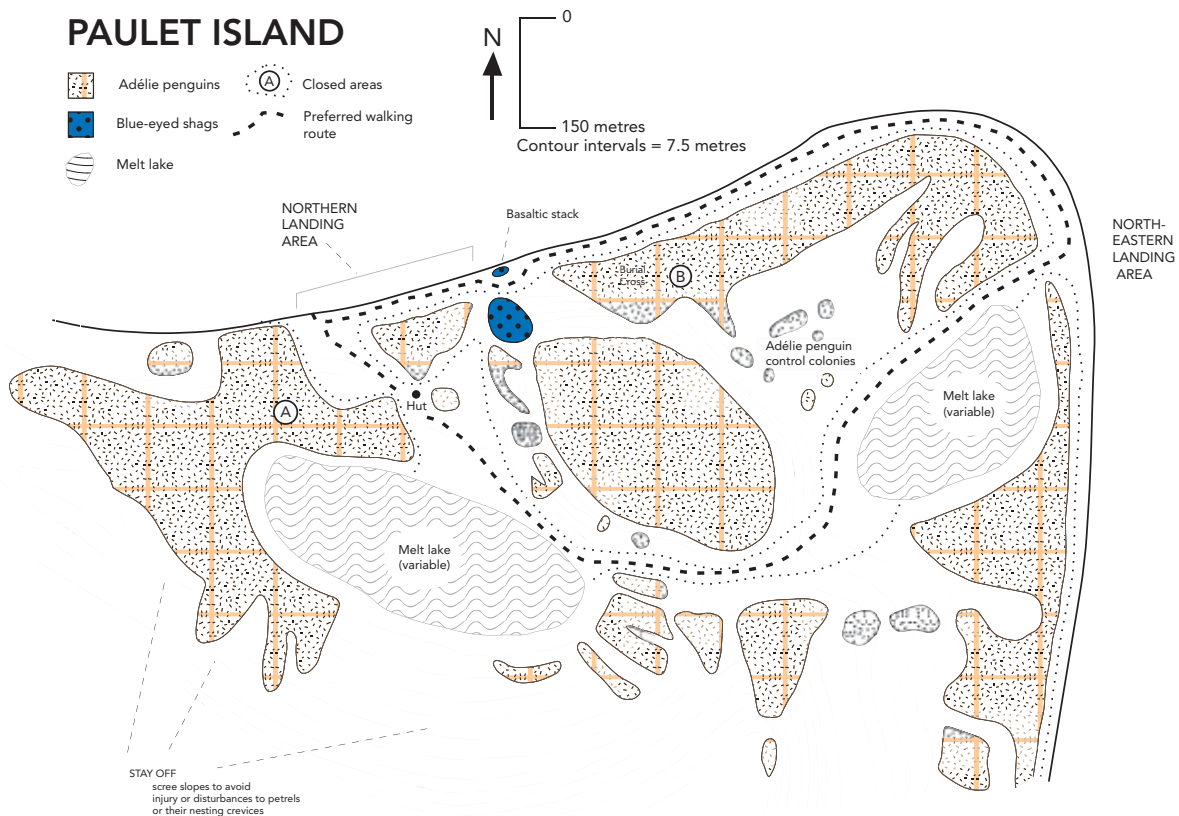 PAULET ISLAND
Adélie penguins
A
Closed areas
Blue-eyed shags
Preferred walking
route
Melt lake
N
0
150 metres
Contour intervals = 7.5 metres
NORTHERN
LANDING
AREA
Basaltic stack
NORTH-
EASTERN
LANDING
AREA
Burial
Cross
B
Adélie penguin
control colonies
A
Hut
Melt lake
(variable)
Melt lake
(variable)
STAY OFF
scree slopes to avoid
injury or disturbances to petrels
or their nesting crevices